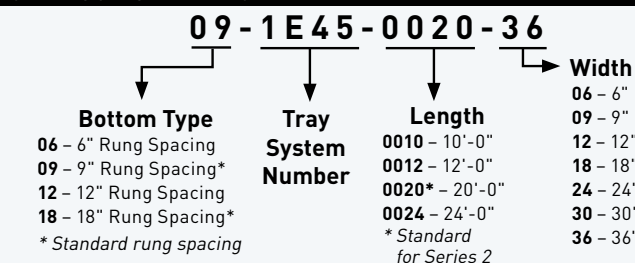 09-1E45-0020-36
Bottom Type
06 – 6" Rung Spacing
09 – 9" Rung Spacing*
12 – 12" Rung Spacing
18 – 18" Rung Spacing*
* Standard rung spacing
Tray
System
Number
Length
0010 – 10'-0"
0012 – 12'-0"
0020* – 20'-0"
0024 – 24'-0"
* Standard
for Series 2
Width
06 – 6"
09 – 9"
12 – 12"
18 – 18"
24 – 24"
30 – 30"
36 – 36"